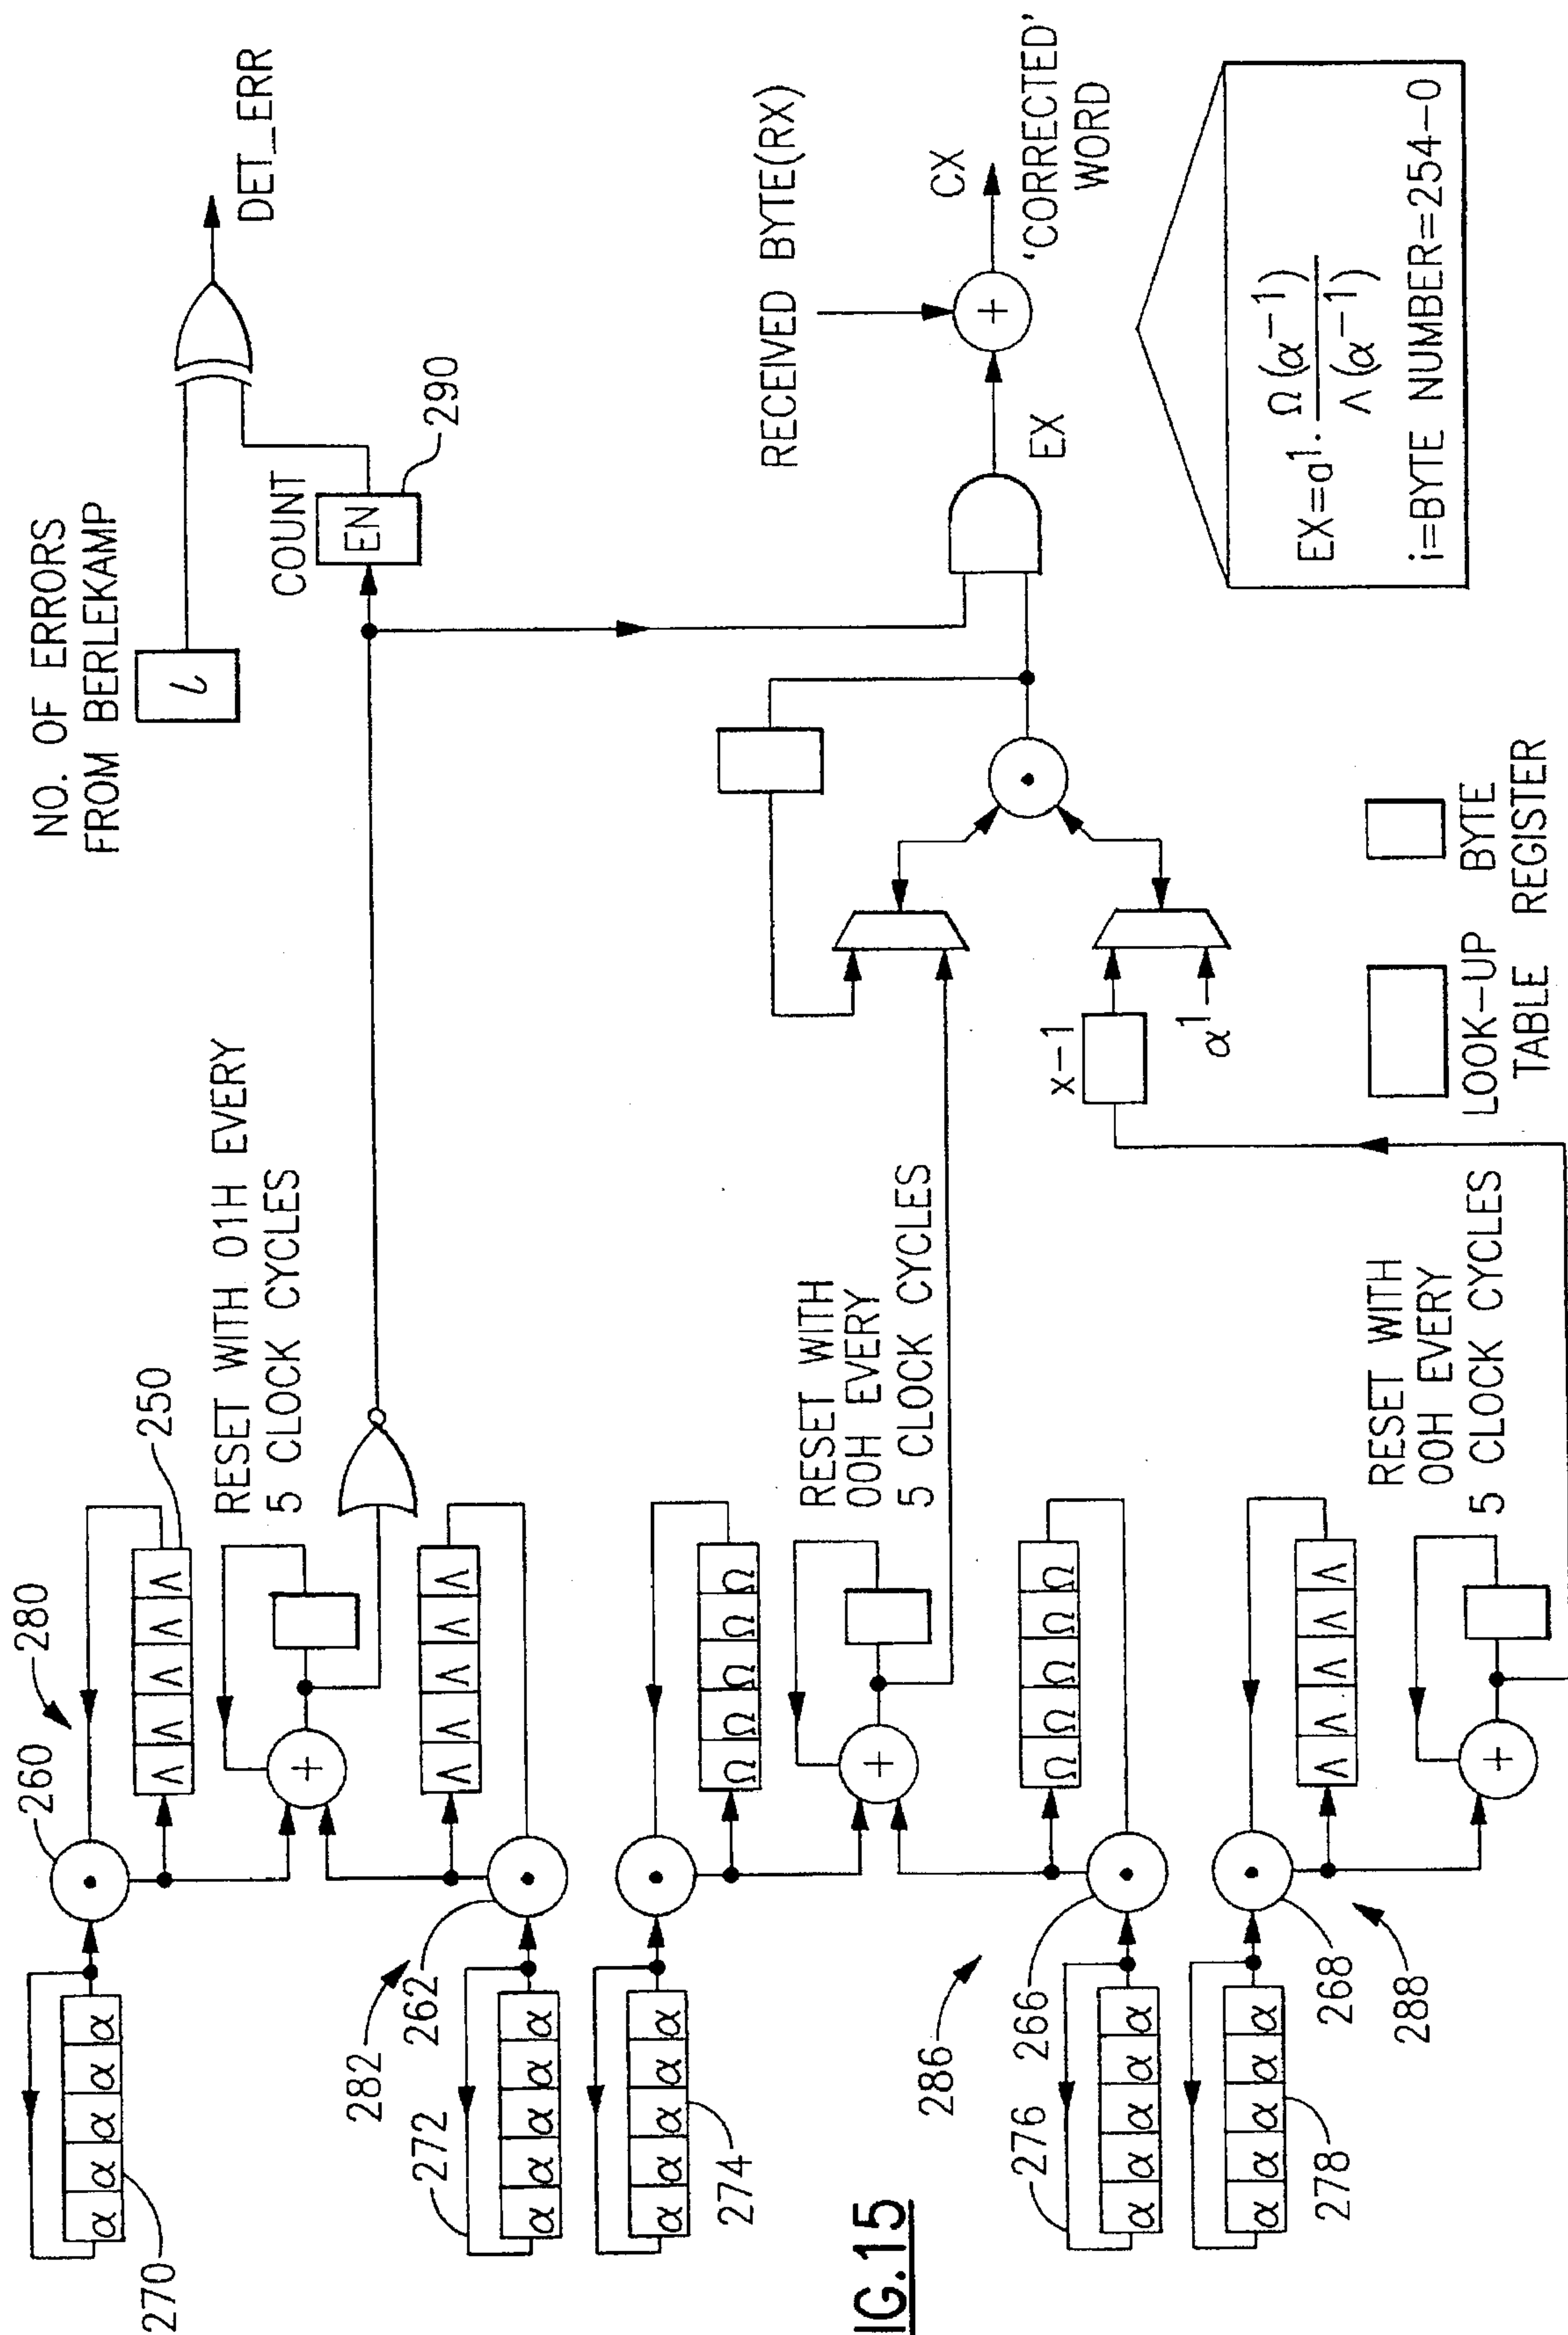 NO. OF ERRORS
FROM BERLEKAMP
ℓ
DET_ERR
COUNT
EN
290
280
260
250
α α α α α
270
Λ Λ Λ Λ Λ
RESET WITH 01H EVERY
5 CLOCK CYCLES
+
282
262
272
α α α α α
Λ Λ Λ Λ Λ
α α α α α
274
Ω Ω Ω Ω Ω
RESET WITH
00H EVERY
5 CLOCK CYCLES
+
RECEIVED BYTE(RX)
EX
+
CX
'CORRECTED'
WORD
286
266
276
α α α α α
Ω Ω Ω Ω Ω
x-1
α¹
α α α α α
278
268
288
Λ Λ Λ Λ Λ
RESET WITH
00H EVERY
5 CLOCK CYCLES
+
LOOK-UP
TABLE
BYTE
REGISTER
EX=a¹· Ω(α⁻¹)
Λ(α⁻¹)
i=BYTE NUMBER=254-0
IG.15